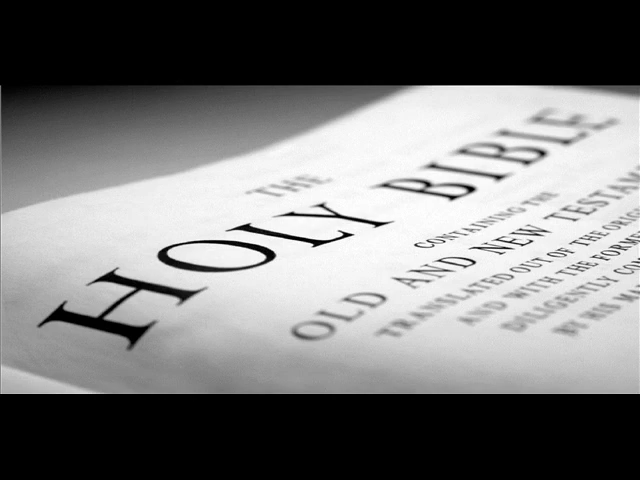 THE
HOLY BIBLE
CONTAINING THE
OLD AND NEW TESTAM
TRANSLATED OUT OF THE ORIG
AND WITH THE FORME
DILIGENTLY CO
BY HIS MA